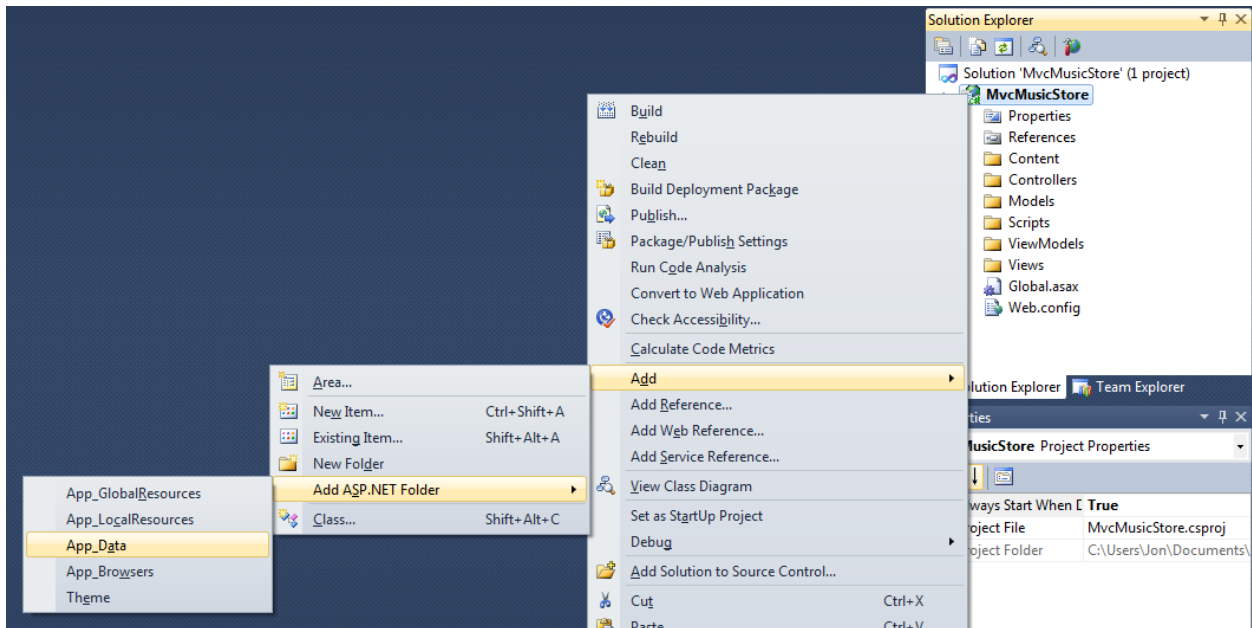 Solution Explorer
Solution 'MvcMusicStore' (1 project)
MvcMusicStore
Properties
References
Content
Controllers
Models
Scripts
ViewModels
Views
Global.asax
Web.config
Build
Rebuild
Clean
Build Deployment Package
Publish...
Package/Publish Settings
Run Code Analysis
Convert to Web Application
Check Accessibility...
Calculate Code Metrics
Add
Add Reference...
Add Web Reference...
Add Service Reference...
View Class Diagram
Set as StartUp Project
Debug
Add Solution to Source Control...
Cut Ctrl+X
Paste Ctrl+V
Area...
New Item... Ctrl+Shift+A
Existing Item... Shift+Alt+A
New Folder
Add ASP.NET Folder
Class... Shift+Alt+C
App_GlobalResources
App_LocalResources
App_Data
App_Browsers
Theme
lution Explorer Team Explorer
ties
MusicStore Project Properties
ways Start When D True
oject File MvcMusicStore.csproj
oject Folder C:\Users\Jon\Documents\